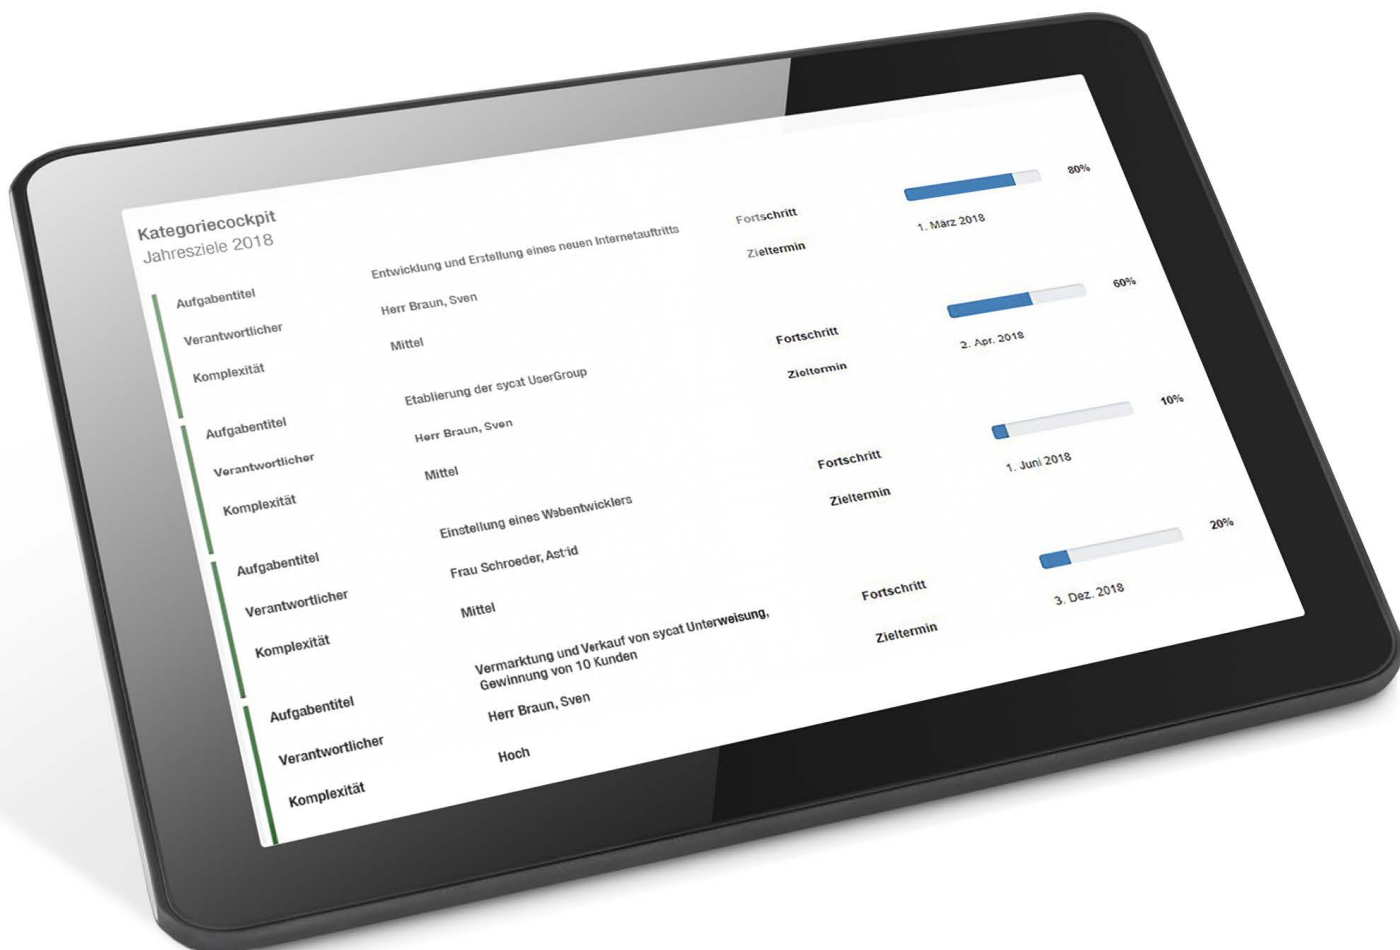 Kategoriecockpit
Jahresziele 2018
Aufgabentitel Entwicklung und Erstellung eines neuen Internetauftritts Fortschritt 80%
Verantwortlicher Herr Braun, Sven Zieltermin 1. März 2018
Komplexität Mittel
Aufgabentitel Etablierung der sycat UserGroup Fortschritt 60%
Verantwortlicher Herr Braun, Sven Zieltermin 2. Apr. 2018
Komplexität Mittel
Aufgabentitel Einstellung eines Webentwicklers Fortschritt 10%
Verantwortlicher Frau Schroeder, Astrid Zieltermin 1. Juni 2018
Komplexität Mittel
Aufgabentitel Vermarktung und Verkauf von sycat Unterweisung, Fortschritt 20%
Gewinnung von 10 Kunden
Verantwortlicher Herr Braun, Sven Zieltermin 3. Dez. 2018
Komplexität Hoch